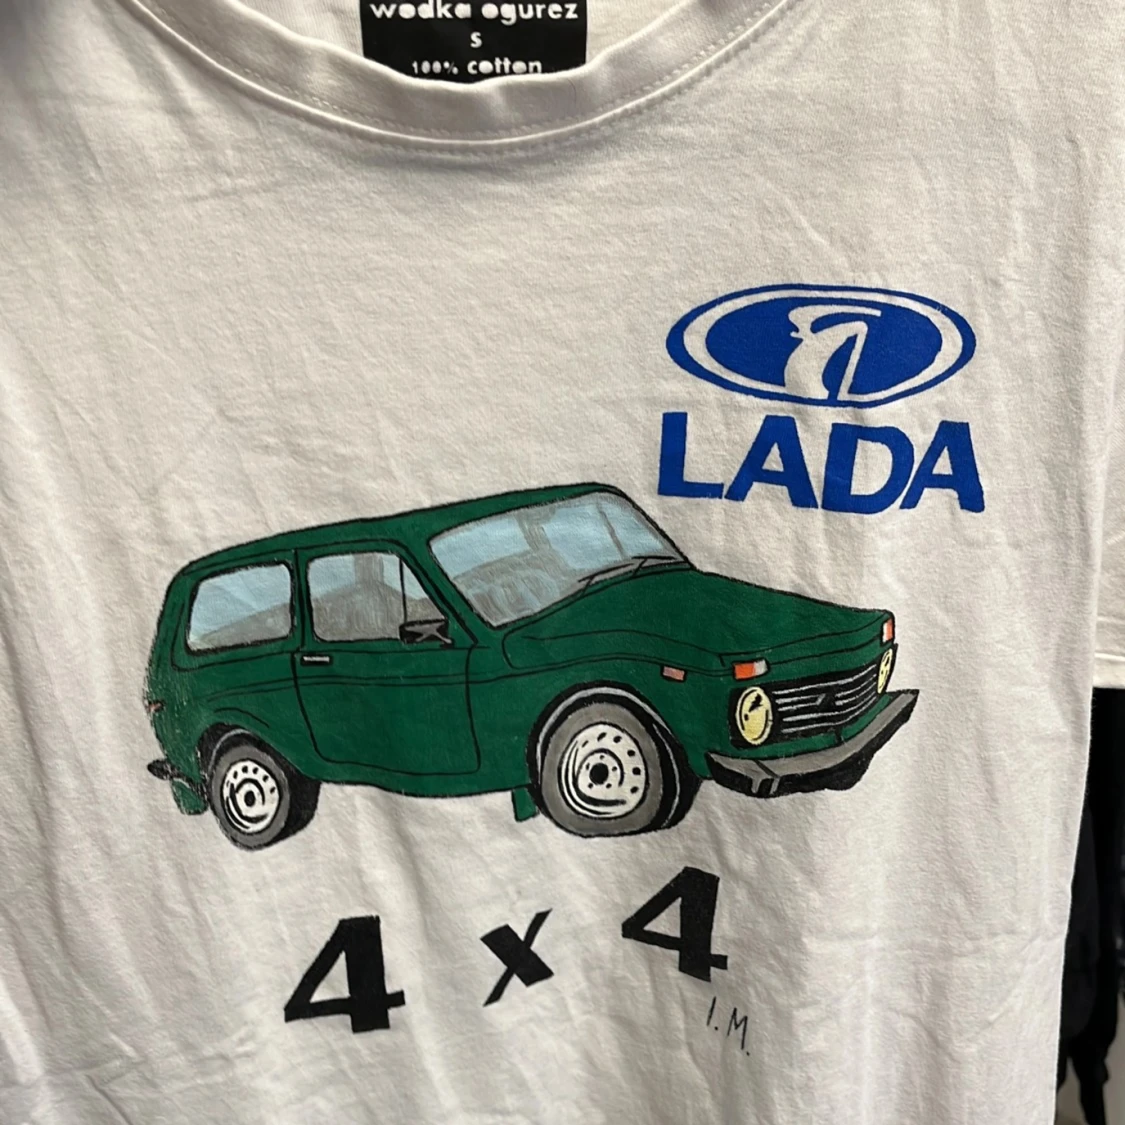 wodka ogurez
S
100% cotton
LADA
4 x 4
I.M.